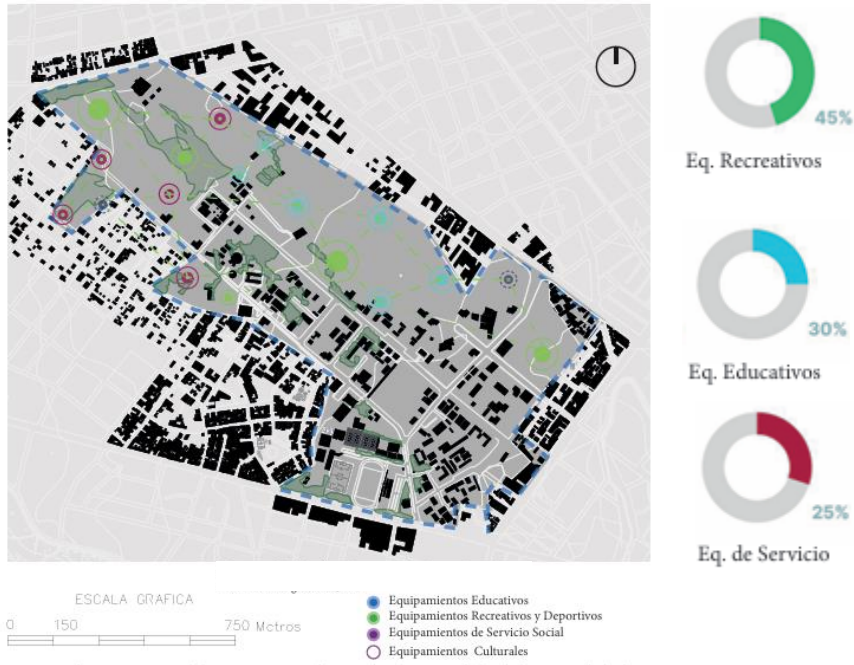 45%
Eq. Recreativos
30%
Eq. Educativos
25%
Eq. de Servicio
ESCALA GRAFICA
0 150 750 Metros
Equipamientos Educativos
Equipamientos Recreativos y Deportivos
Equipamientos de Servicio Social
Equipamientos Culturales